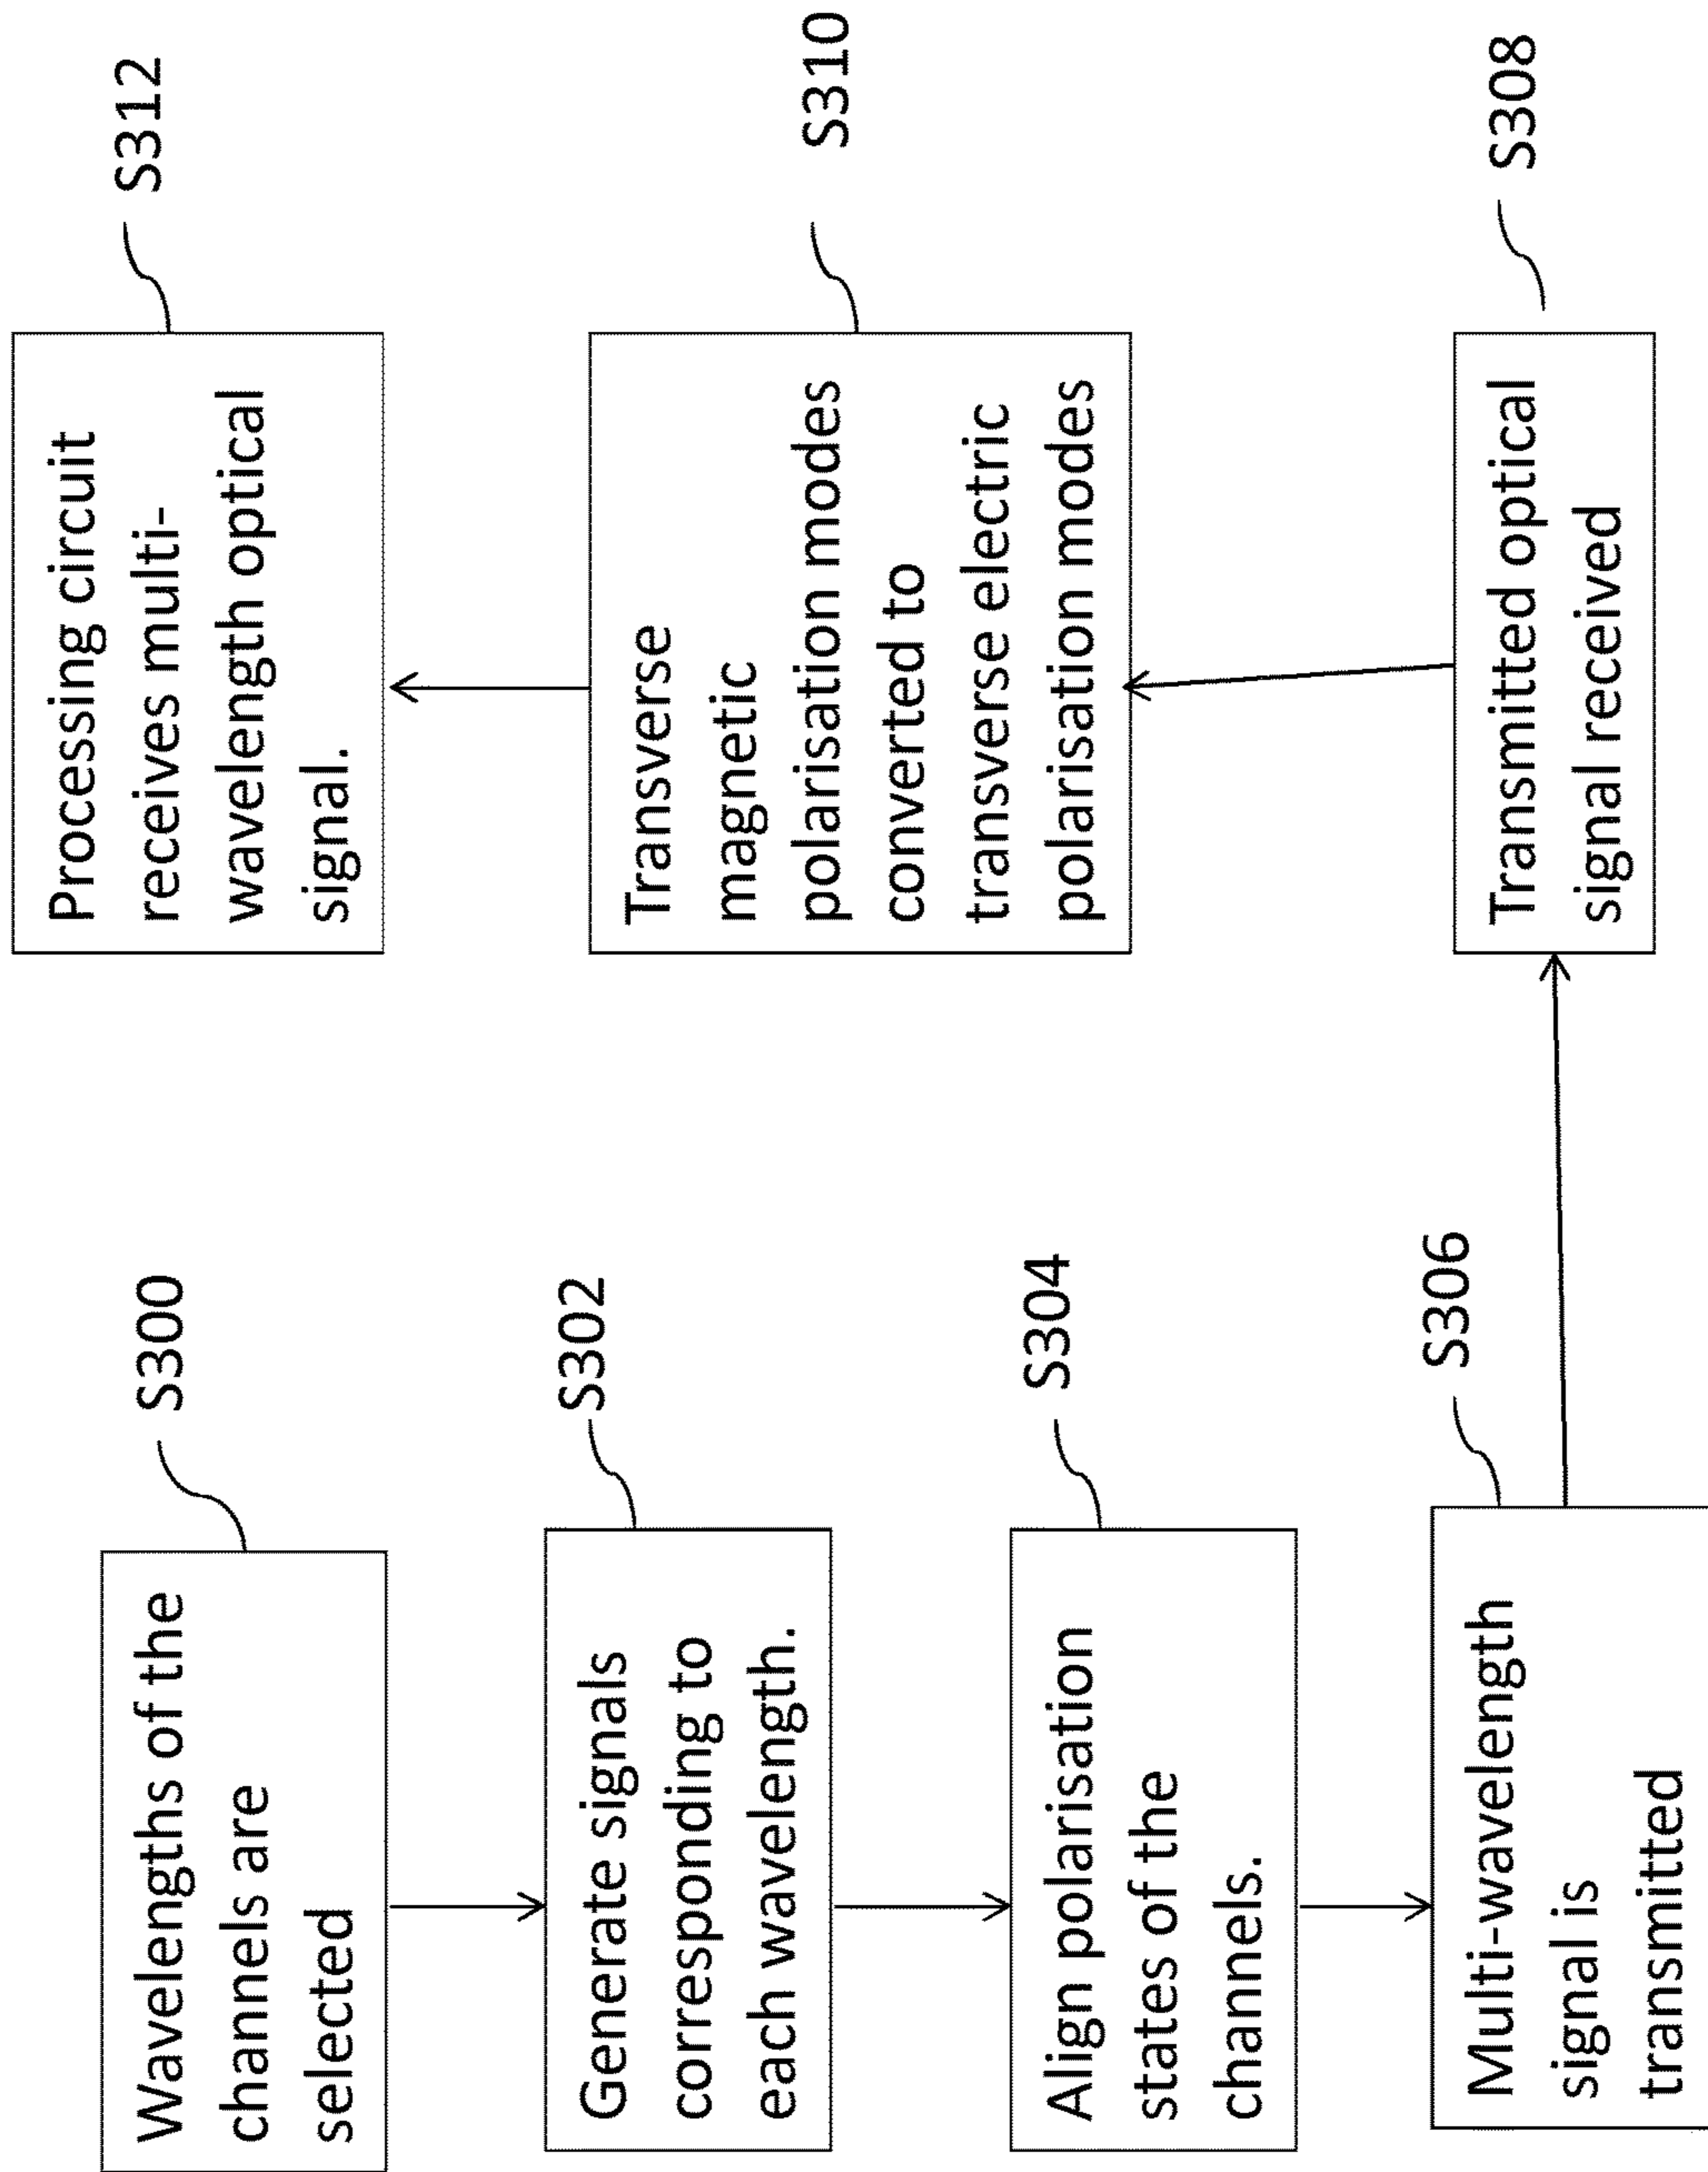 Wavelengths of the
channels are
selected
S300
Generate signals
corresponding to
each wavelength.
S302
Align polarisation
states of the
channels.
S304
Multi-wavelength
signal is
transmitted
S306
Transmitted optical
signal received
S308
Transverse
magnetic
polarisation modes
converted to
transverse electric
polarisation modes
S310
Processing circuit
receives multi-
wavelength optical
signal.
S312